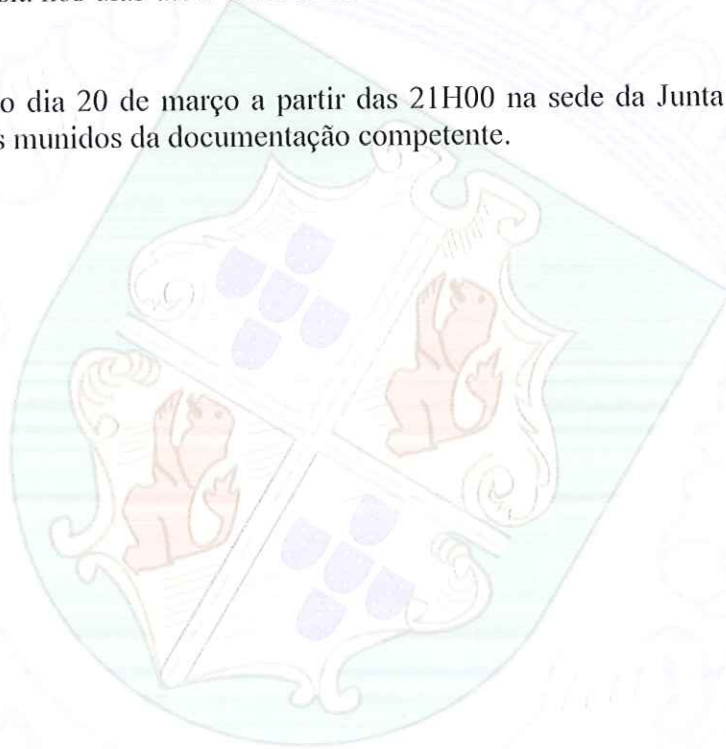 o dia 20 de março a partir das 21H00 na sede da Junta
s munidos da documentação competente.